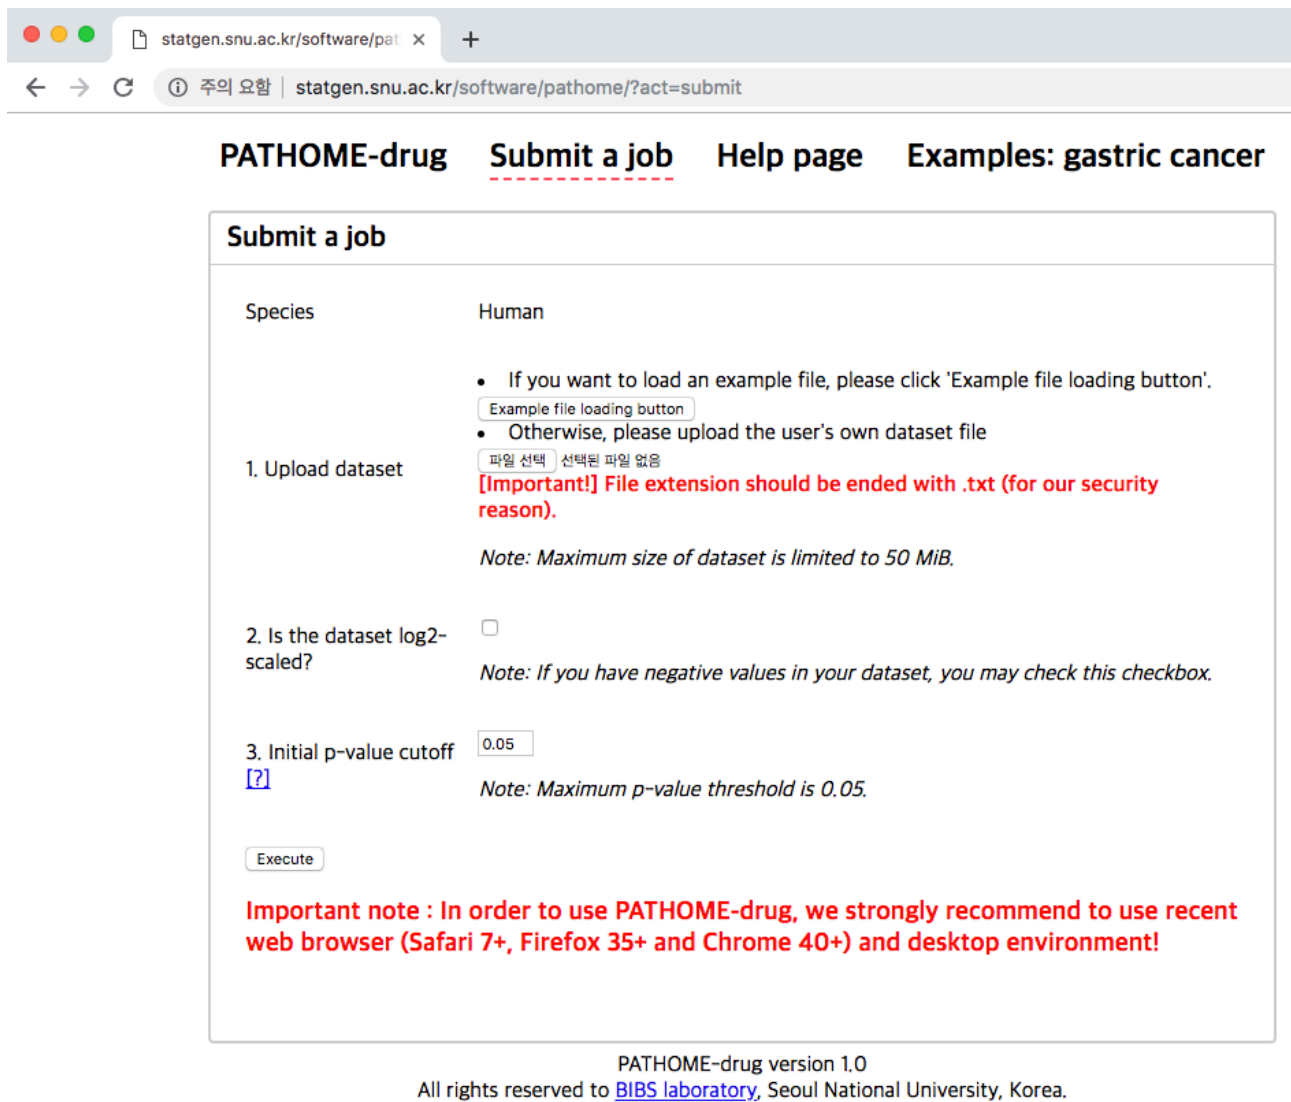 statgen.snu.ac.kr/software/pat
주의 요함 statgen.snu.ac.kr/software/pathome/?act=submit
PATHOME-drug Submit a job Help page Examples: gastric cancer
Submit a job
Species Human
1. Upload dataset
• If you want to load an example file, please click 'Example file loading button'.
Example file loading button
• Otherwise, please upload the user's own dataset file
파일 선택 선택된 파일 없음
[Important!] File extension should be ended with .txt (for our security
reason).
Note: Maximum size of dataset is limited to 50 MiB.
2. Is the dataset log2-
scaled?
Note: If you have negative values in your dataset, you may check this checkbox.
3. Initial p-value cutoff
[?]
0.05
Note: Maximum p-value threshold is 0.05.
Execute
Important note : In order to use PATHOME-drug, we strongly recommend to use recent
web browser (Safari 7+, Firefox 35+ and Chrome 40+) and desktop environment!
PATHOME-drug version 1.0
All rights reserved to BIBS laboratory, Seoul National University, Korea.